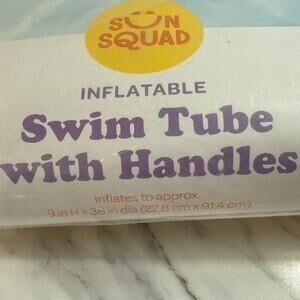 SUN
SQUAD
INFLATABLE
Swim Tube
with Handles
Inflates to approx.
9 in H x 36 in dia (22.8 cm x 91.4 cm)